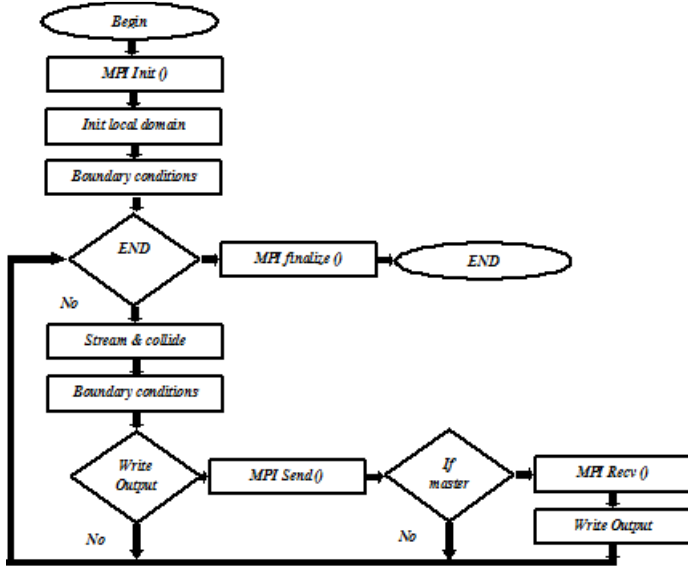 Begin
MPI Init ()
Init local domain
Boundary conditions
END
MPI finalize ()
END
No
Stream & collide
Boundary conditions
Write
Output
MPI Send ()
If
master
MPI Recv ()
Write Output
No
No